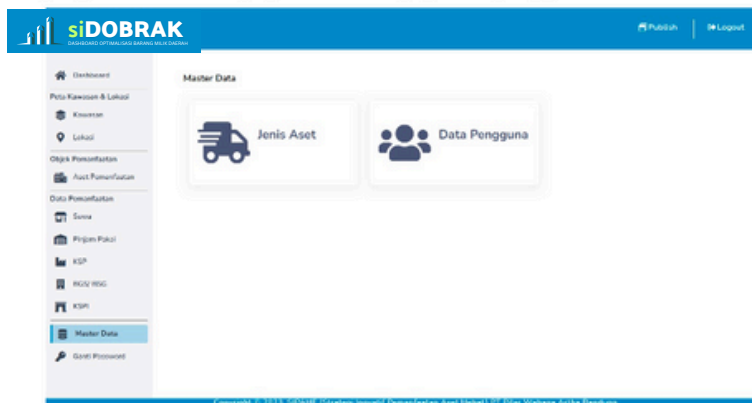 siDOBRAK
DASHBOARD OPTIMALISASI BARANG MILIK DAERAH
Publish
Logout
Dashboard
Master Data
Peta Kawasan & Lokasi
Kawasan
Lokasi
Objek Pemanfaatan
Aset Pemanfaatan
Data Pemanfaatan
Sewa
Pinjam Pakai
KSP
BGS/ BSG
KSPI
Master Data
Ganti Password
Jenis Aset
Data Pengguna